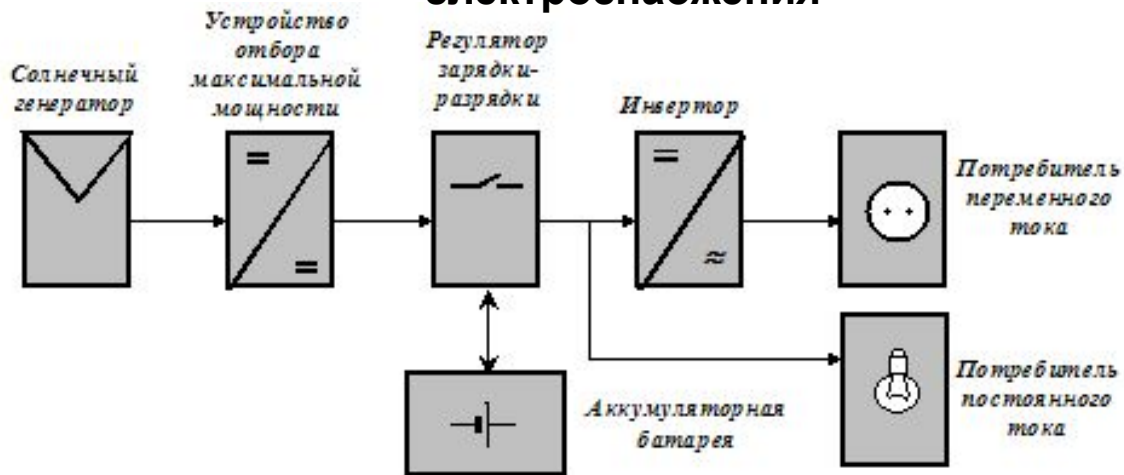 электроснабжения
Солнечный
генератор
Устройство
отбора
максимальной
мощности
Регулятор
зарядки-
разрядки
Инвертор
Потребитель
переменного
тока
Потребитель
постоянного
тока
Аккумуляторная
батарея